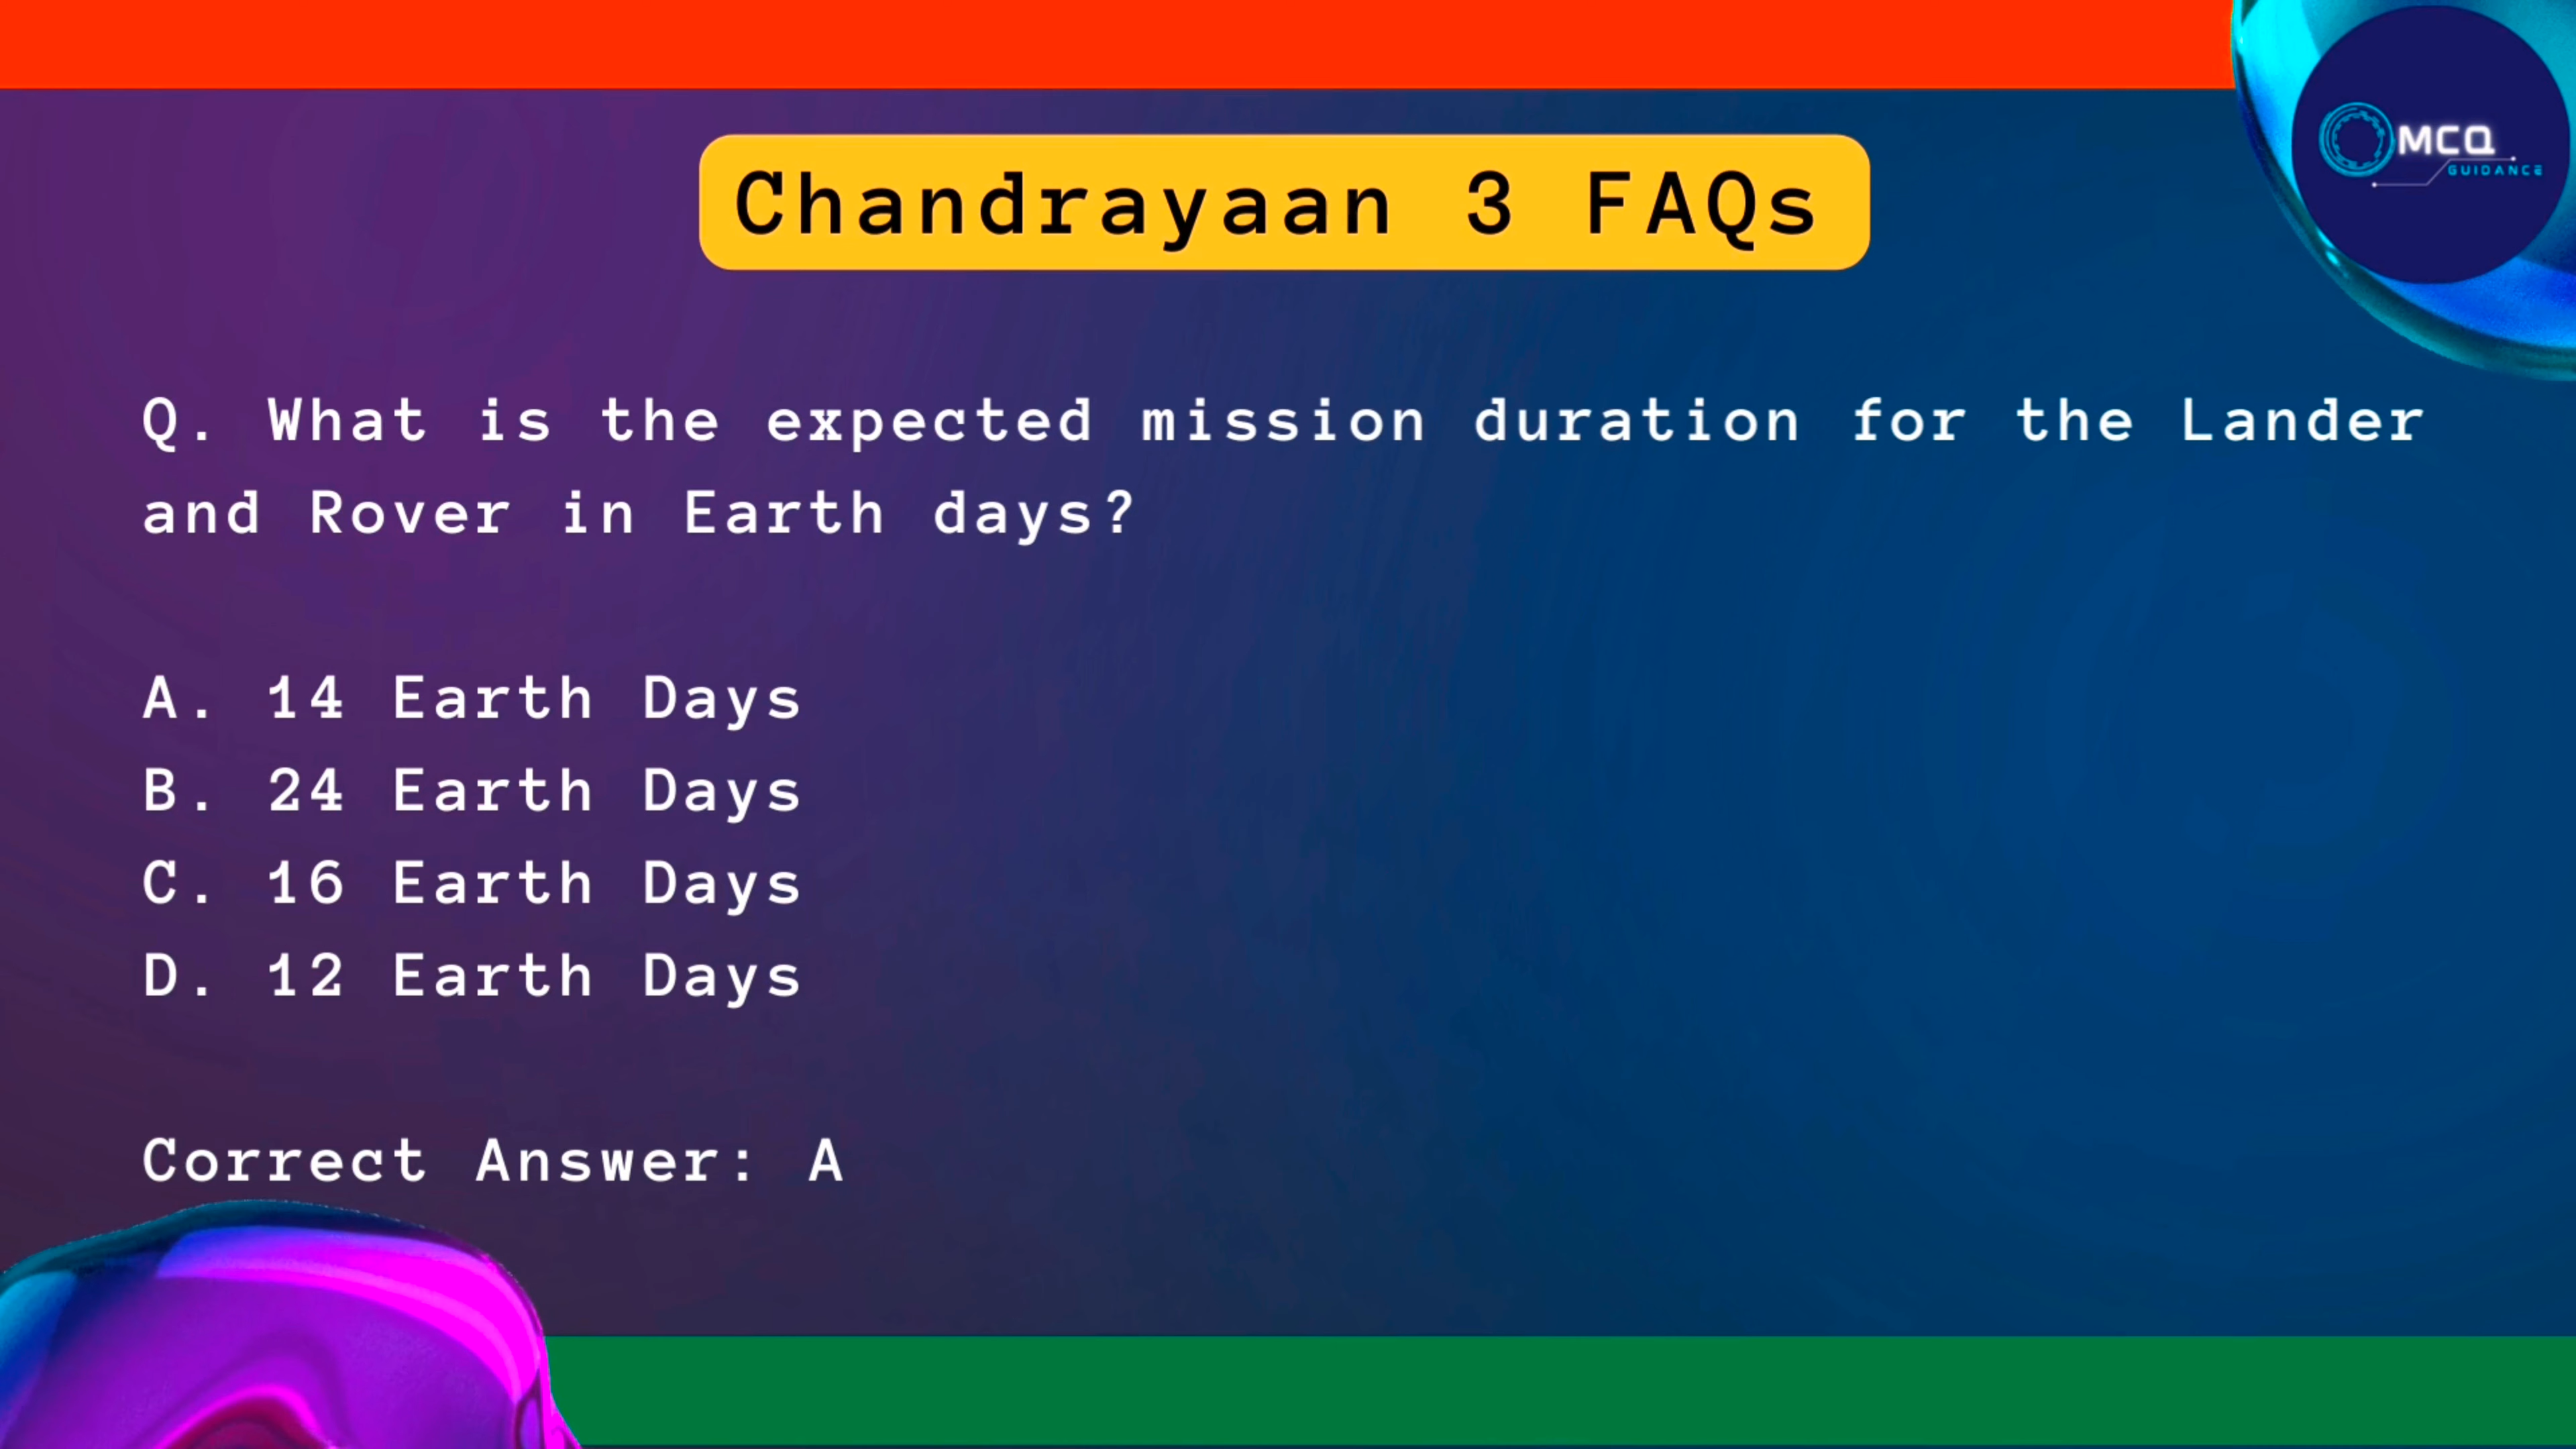 MCQ
GUIDANCE
Chandrayaan 3 FAQs
Q. What is the expected mission duration for the Lander
and Rover in Earth days?
A. 14 Earth Days
B. 24 Earth Days
C. 16 Earth Days
D. 12 Earth Days
Correct Answer: A